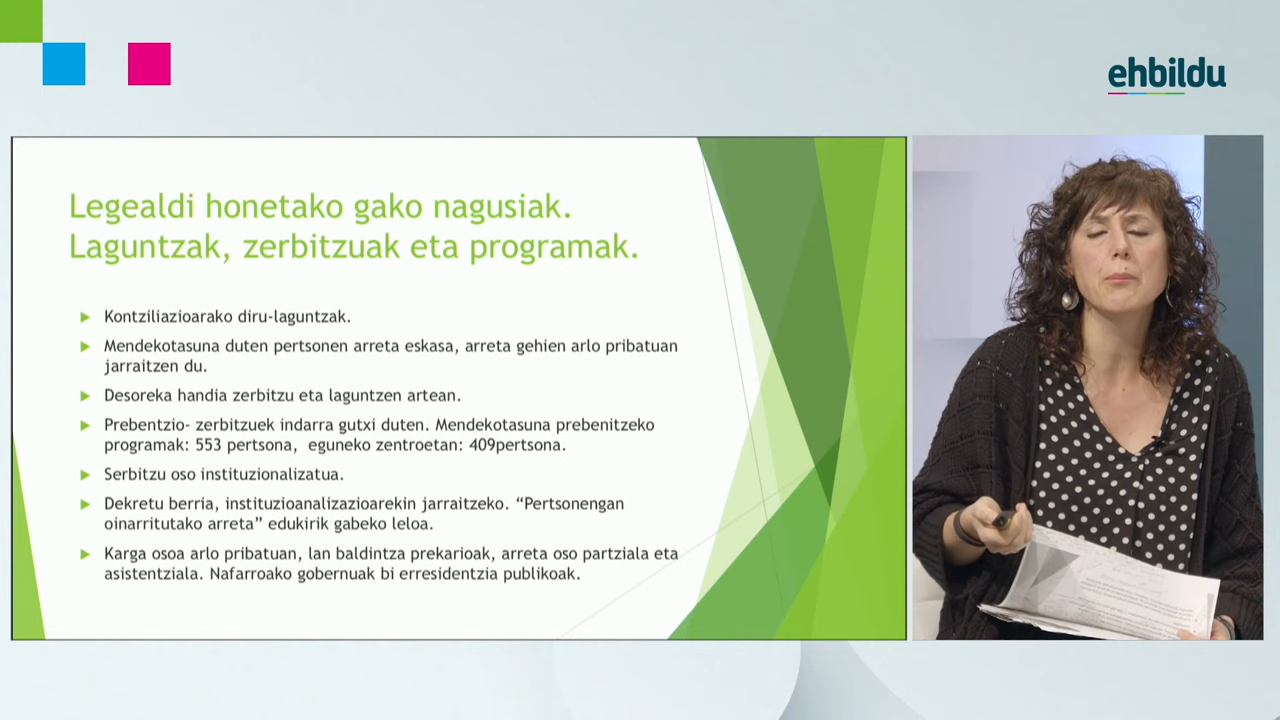 ehbildu
Legealdi honetako gako nagusiak.
Laguntzak, zerbitzuak eta programak.
Kontziliazioarako diru-laguntzak.
Mendekotasuna duten pertsonen arreta eskasa, arreta gehien arlo pribatuan
jarraitzen du.
Desoreka handia zerbitzu eta laguntzen artean.
Prebentzio- zerbitzuek indarra gutxi duten. Mendekotasuna prebenitzeko
programak: 553 pertsona, eguneko zentroetan: 409pertsona.
Serbitzu oso instituzionalizatua.
Dekretu berria, instituzioanalizazioarekin jarraitzeko. “Pertsonengan
oinarritutako arreta” edukirik gabeko leloa.
Karga osoa arlo pribatuan, lan baldintza prekarioak, arreta oso partziala eta
asistentziala. Nafarroako gobernuak bi erresidentzia publikoak.